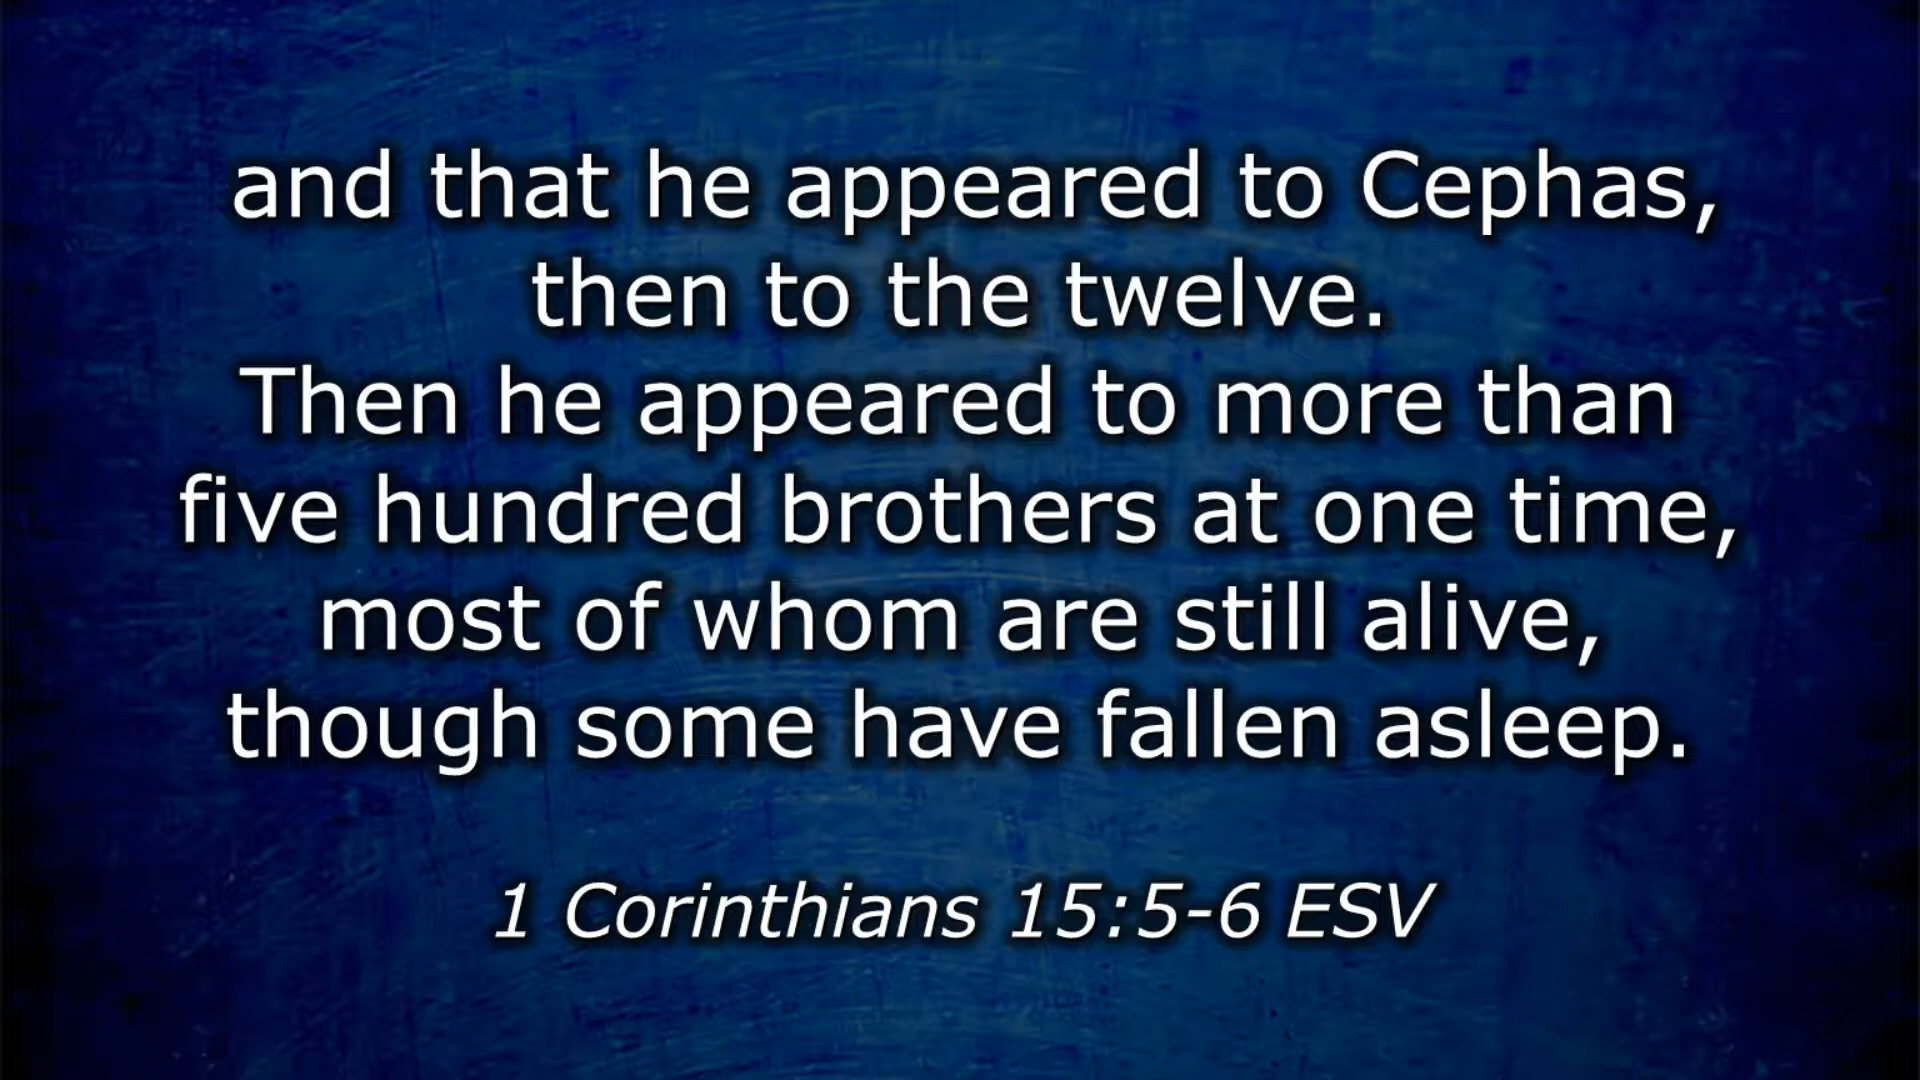 and that he appeared to Cephas,
then to the twelve.
Then he appeared to more than
five hundred brothers at one time,
most of whom are still alive,
though some have fallen asleep.
1 Corinthians 15:5-6 ESV